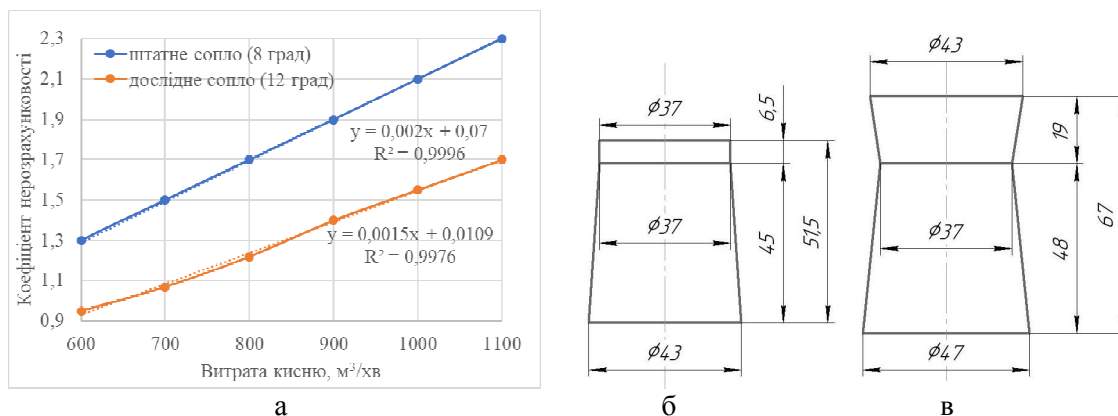 Коефіцієнт нерозрахунковості
2,3
2,1
1,9
1,7
1,5
1,3
1,1
0,9
штатне сопло (8 град)
дослідне сопло (12 град)
y = 0,002x + 0,07
R² = 0,9996
y = 0,0015x + 0,0109
R² = 0,9976
600 700 800 900 1000 1100
Витрата кисню, м³/хв
а
ϕ37
6,5
ϕ37
45
51,5
ϕ43
б
ϕ43
19
ϕ37
48
67
ϕ47
в